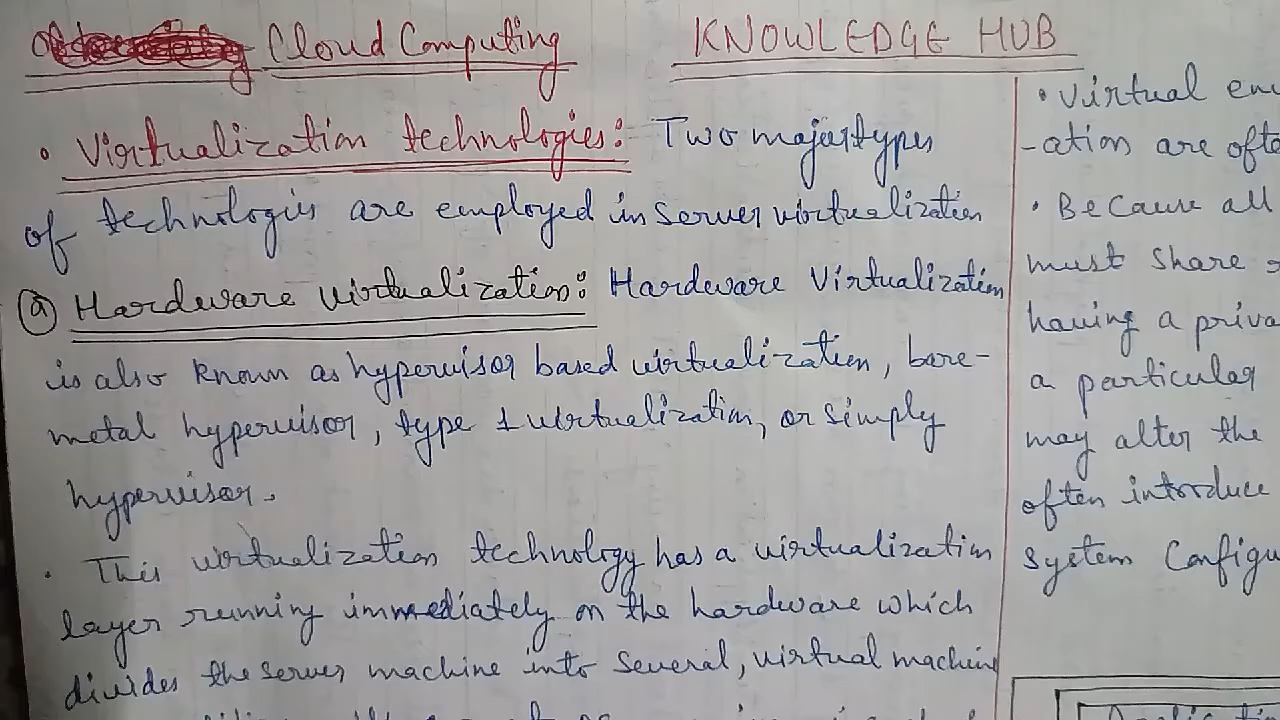 Cloud Computing
KNOWLEDGE HUB
• Virtualization technologies:- Two major types
of technologies are employed in server virtualization
(a) Hardware virtualization: Hardware Virtualization
is also known as hypervisor based virtualization, bare-
metal hypervisor, type 1 virtualization, or simply
hypervisor.
• This virtualization technology has a virtualization
layer running immediately on the hardware which
divides the server machine into several, virtual machine
• Virtual
-ation are
• Because all
must share
having a
a particular
may alter the
often introduce
System